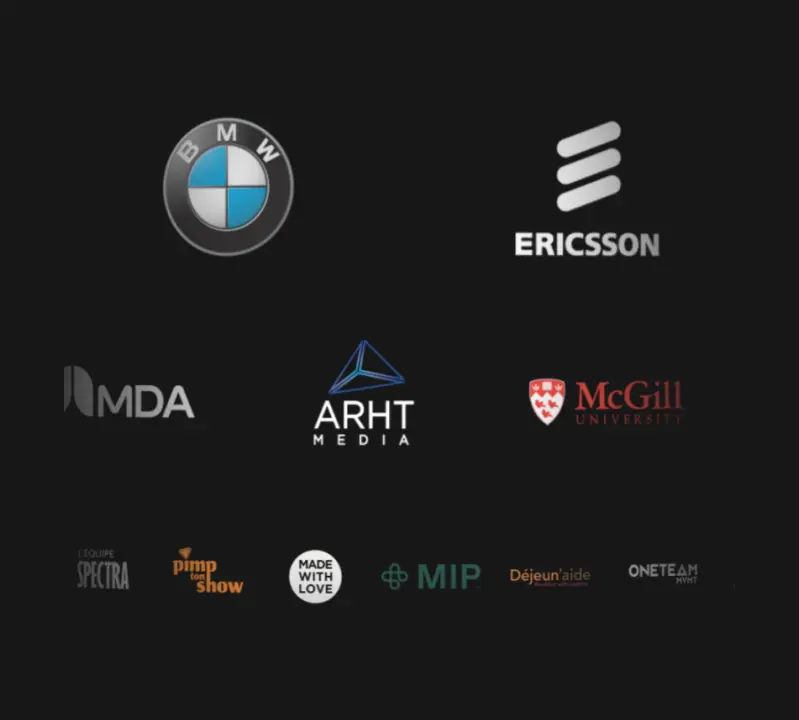 BMW
ERICSSON
MDA
ARHT
MEDIA
McGill
UNIVERSITY
L'ÉQUIPE
SPECTRA
pimp
ton
show
MADE
WITH
LOVE
MIP
Déjeun'aide
ONETEAM
MVMT